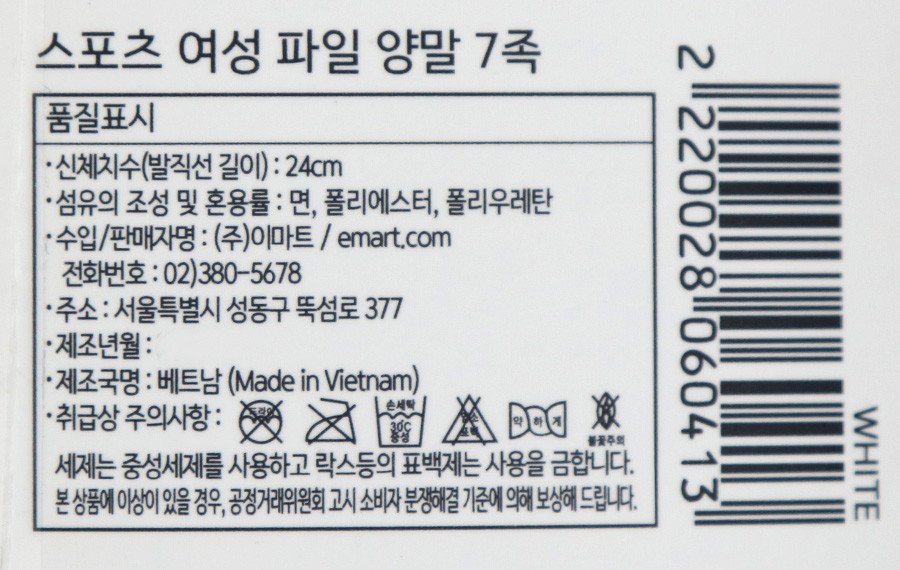 스포츠 여성 파일 양말 7족
품질표시
·신체치수(발직선 길이) : 24cm
·섬유의 조성 및 혼용률 : 면, 폴리에스터, 폴리우레탄
·수입/판매자명 : (주)이마트 / emart.com
전화번호 : 02)380-5678
·주소 : 서울특별시 성동구 뚝섬로 377
·제조년월 :
·제조국명 : 베트남 (Made in Vietnam)
·취급상 주의사항 :
손세탁
30℃
중성
약하게
불꽃주의
세제는 중성세제를 사용하고 락스등의 표백제는 사용을 금합니다.
본 상품에 이상이 있을 경우, 공정거래위원회 고시 소비자 분쟁해결 기준에 의해 보상해 드립니다.
2 220028 060413
WHITE